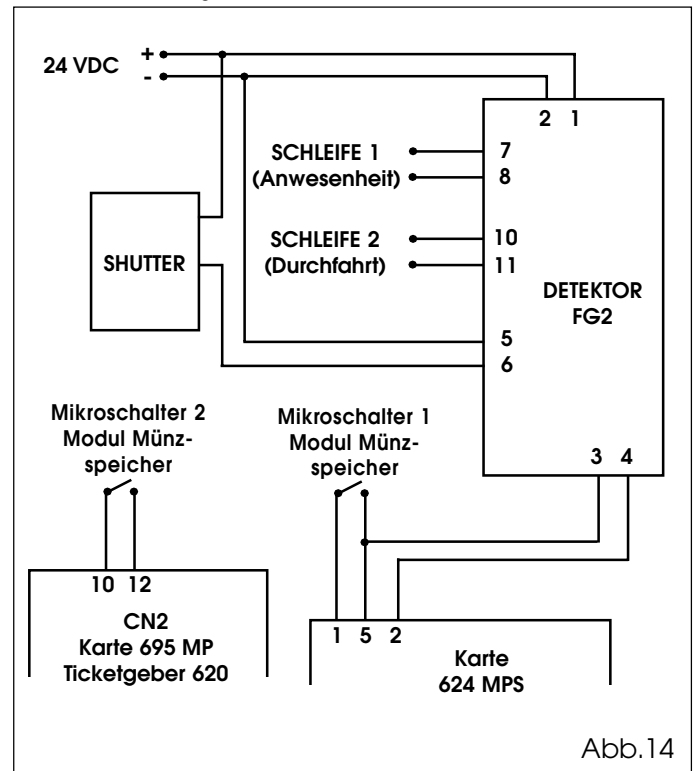 24 VDC
+
-
2 1
SCHLEIFE 1
(Anwesenheit)
7
8
SCHLEIFE 2
(Durchfahrt)
10
11
SHUTTER
DETEKTOR
FG2
5
6
Mikroschalter 2
Modul Münz-
speicher
Mikroschalter 1
Modul Münz-
speicher
3 4
10 12
CN2
Karte 695 MP
Ticketgeber 620
1 5 2
Karte
624 MPS
Abb.14